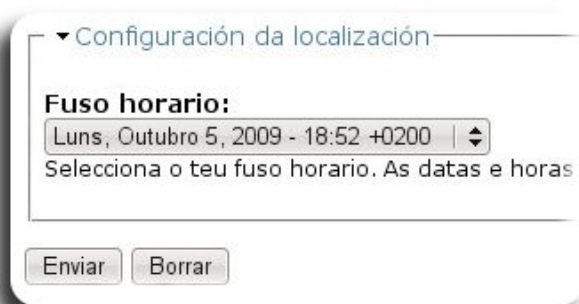 Configuración da localización
Fuso horario:
Luns, Outubro 5, 2009 - 18:52 +0200
Selecciona o teu fuso horario. As datas e horas
Enviar Borrar